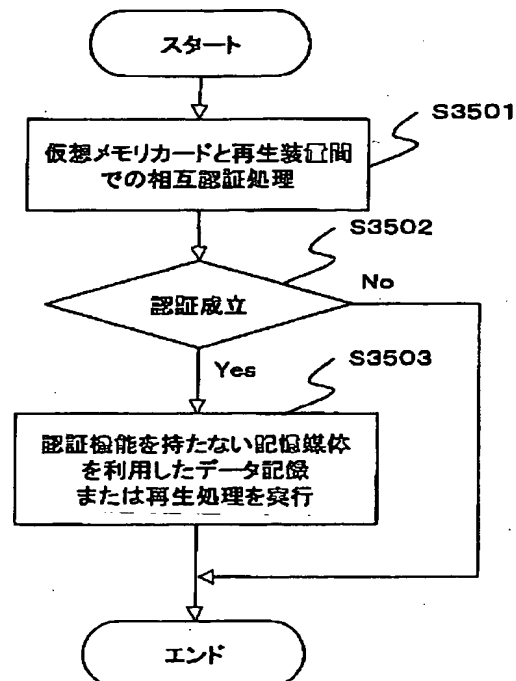 スタート
S3501
仮想メモリカードと再生装置間
での相互認証処理
S3502
認証成立
No
Yes
S3503
認証機能を持たない記憶媒体
を利用したデータ記録
または再生処理を実行
エンド